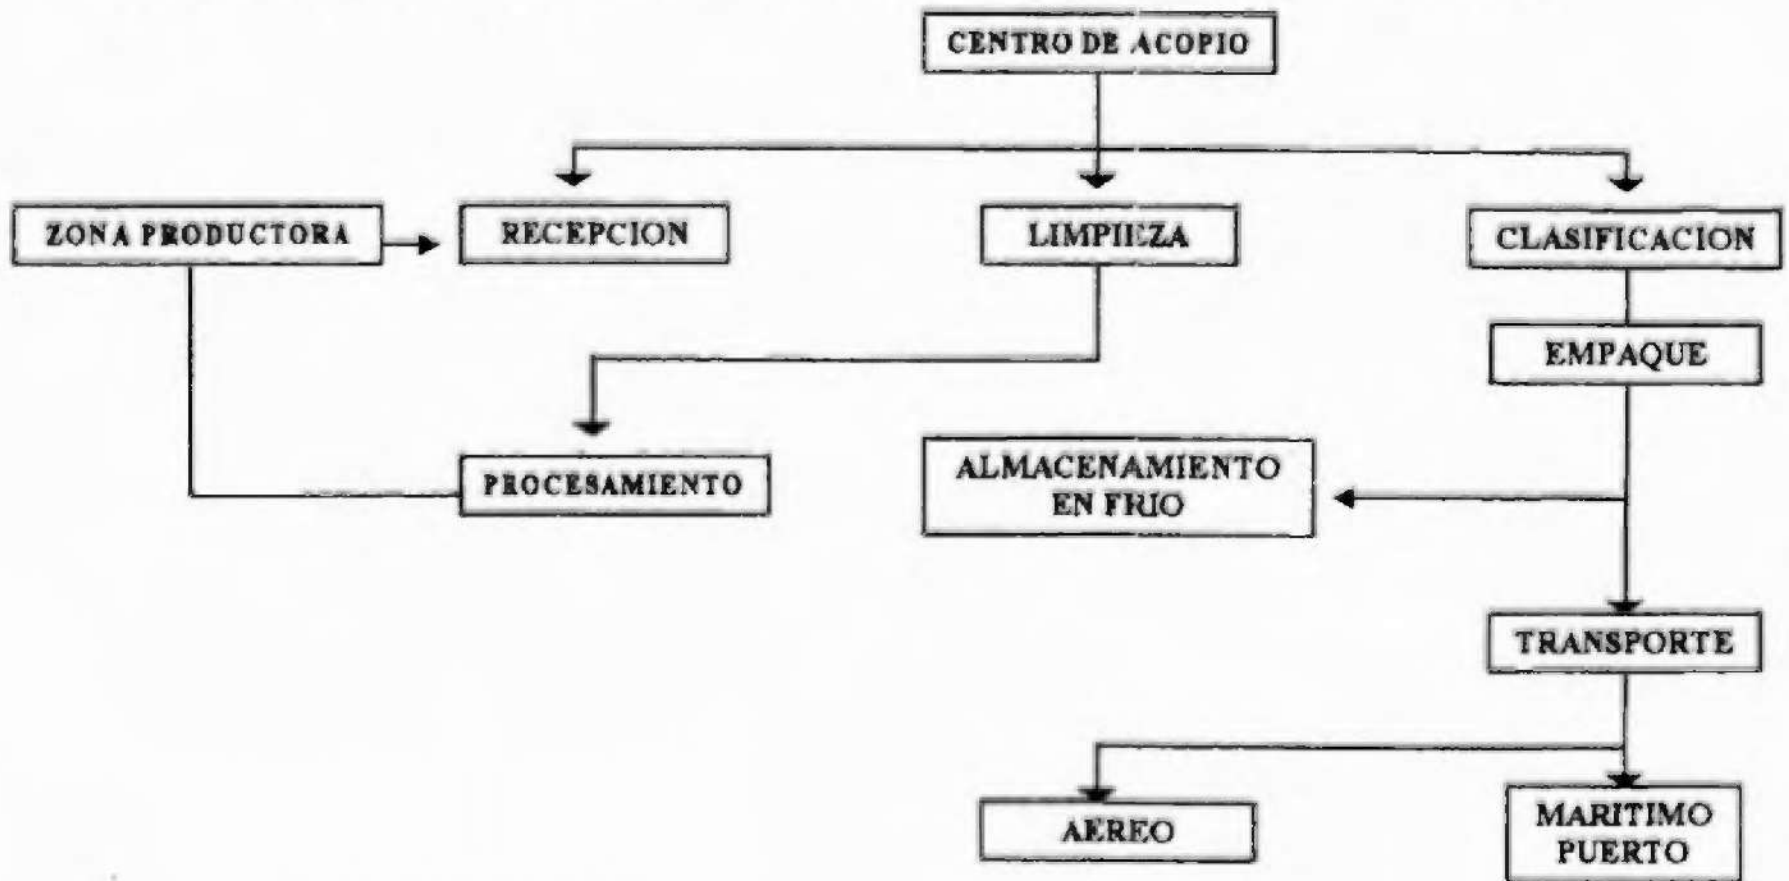 CENTRO DE ACOPIO
ZONA PRODUCTORA
RECEPCION
LIMPIEZA
CLASIFICACION
EMPAQUE
PROCESAMIENTO
ALMACENAMIENTO
EN FRIO
TRANSPORTE
AEREO
MARITIMO
PUERTO